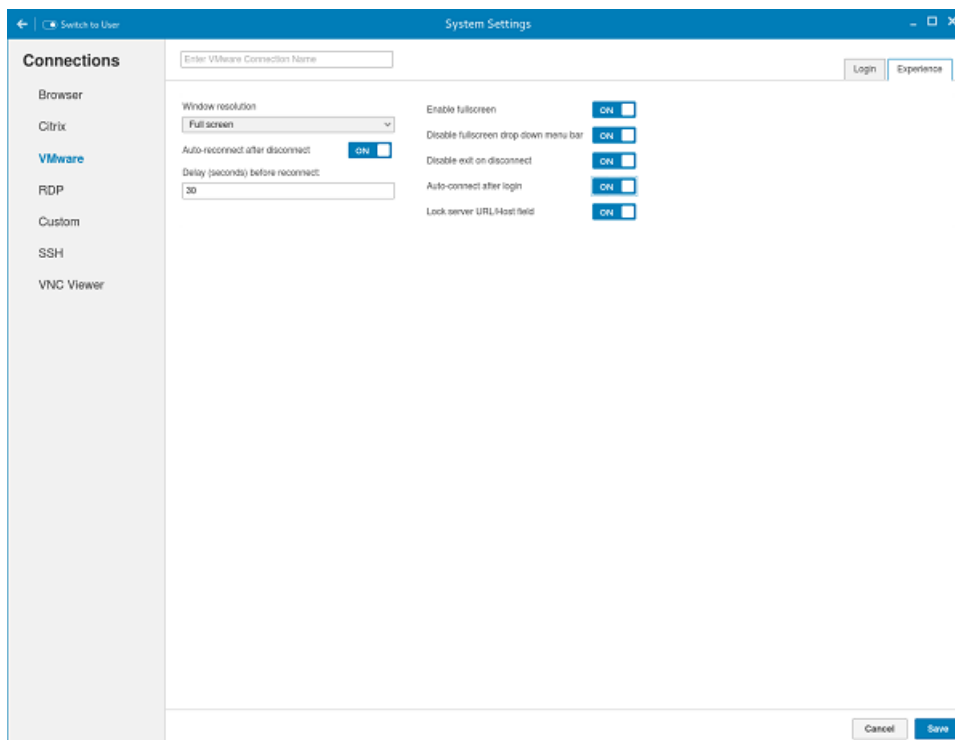 Switch to User
System Settings
Connections
Browser
Citrix
VMware
RDP
Custom
SSH
VNC Viewer
Enter VMware Connection Name
Login
Experience
Window resolution
Full screen
Auto-reconnect after disconnect
ON
Delay (seconds) before reconnect:
30
Enable fullscreen
ON
Disable fullscreen drop down menu bar
ON
Disable exit on disconnect
ON
Auto-connect after login
ON
Lock server URL/Host field
ON
Cancel
Save